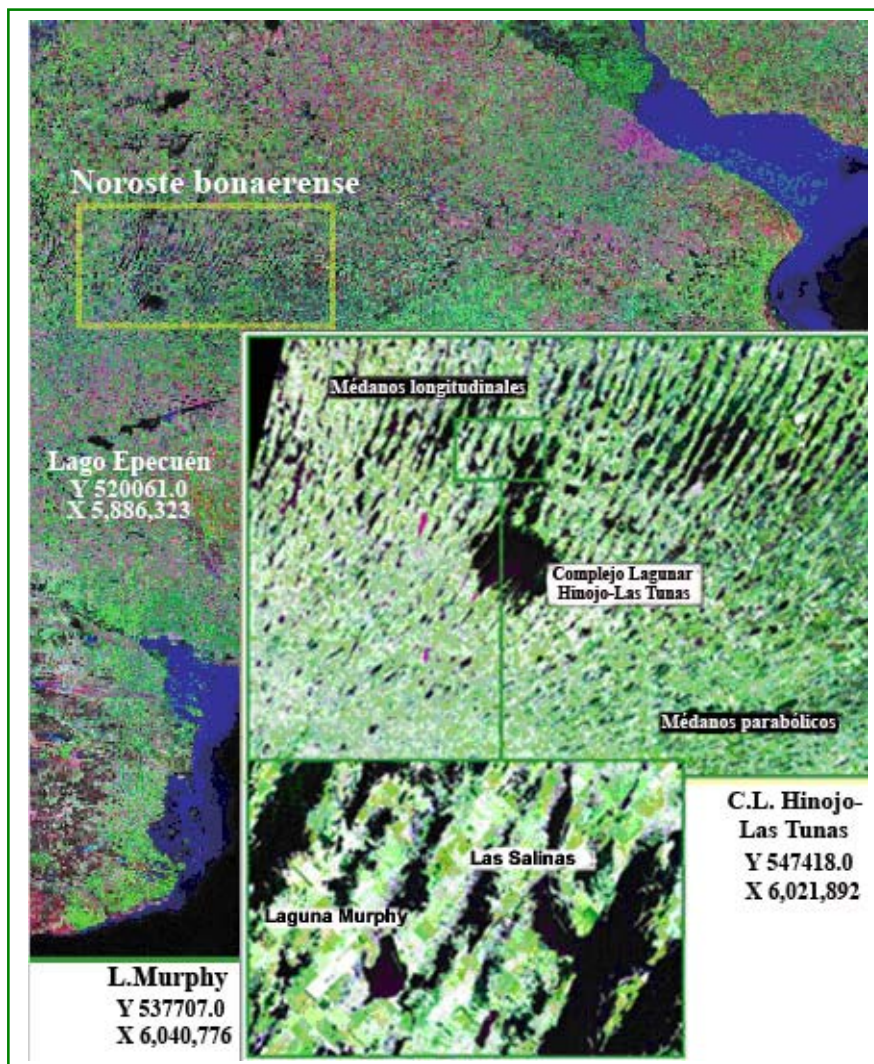 Noroste bonaerense
Lago Epecuén
Y 520061.0
X 5,886,323
Médanos longitudinales
Complejo Lagunar
Hinojo-Las Tunas
Médanos parabólicos
Las Salinas
Laguna Murphy
C.L. Hinojo-
Las Tunas
Y 547418.0
X 6,021,892
L.Murphy
Y 537707.0
X 6,040,776